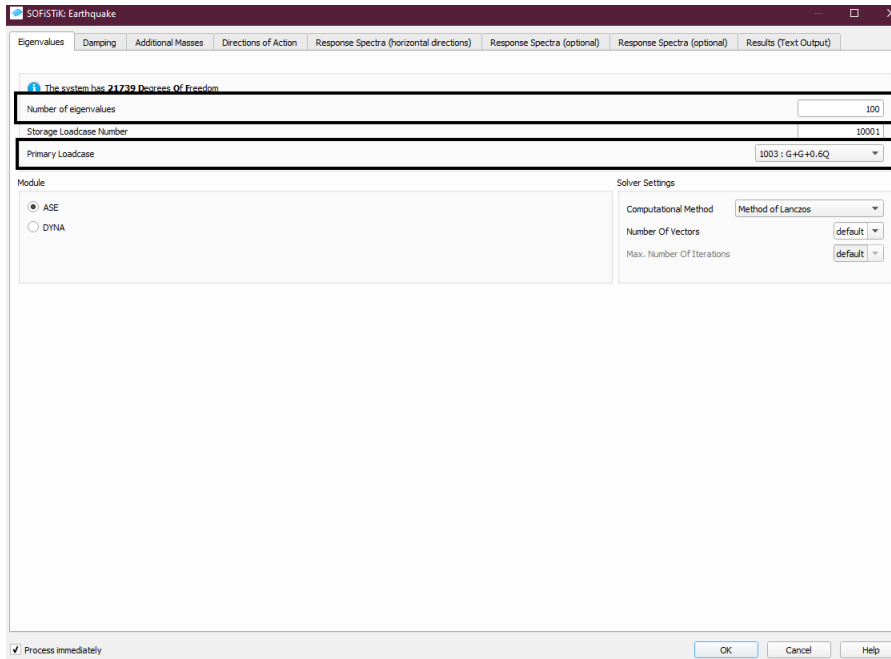 SOFiSTiK: Earthquake
Eigenvalues Damping Additional Masses Directions of Action Response Spectra (horizontal directions) Response Spectra (optional) Response Spectra (optional) Results (Text Output)
The system has 21739 Degrees Of Freedom
Number of eigenvalues 100
Storage Loadcase Number 10001
Primary Loadcase 1003 : G+G+0.6Q
Module Solver Settings
ASE Computational Method Method of Lanczos
DYNA Number Of Vectors default
Max. Number Of Iterations default
Process immediately OK Cancel Help